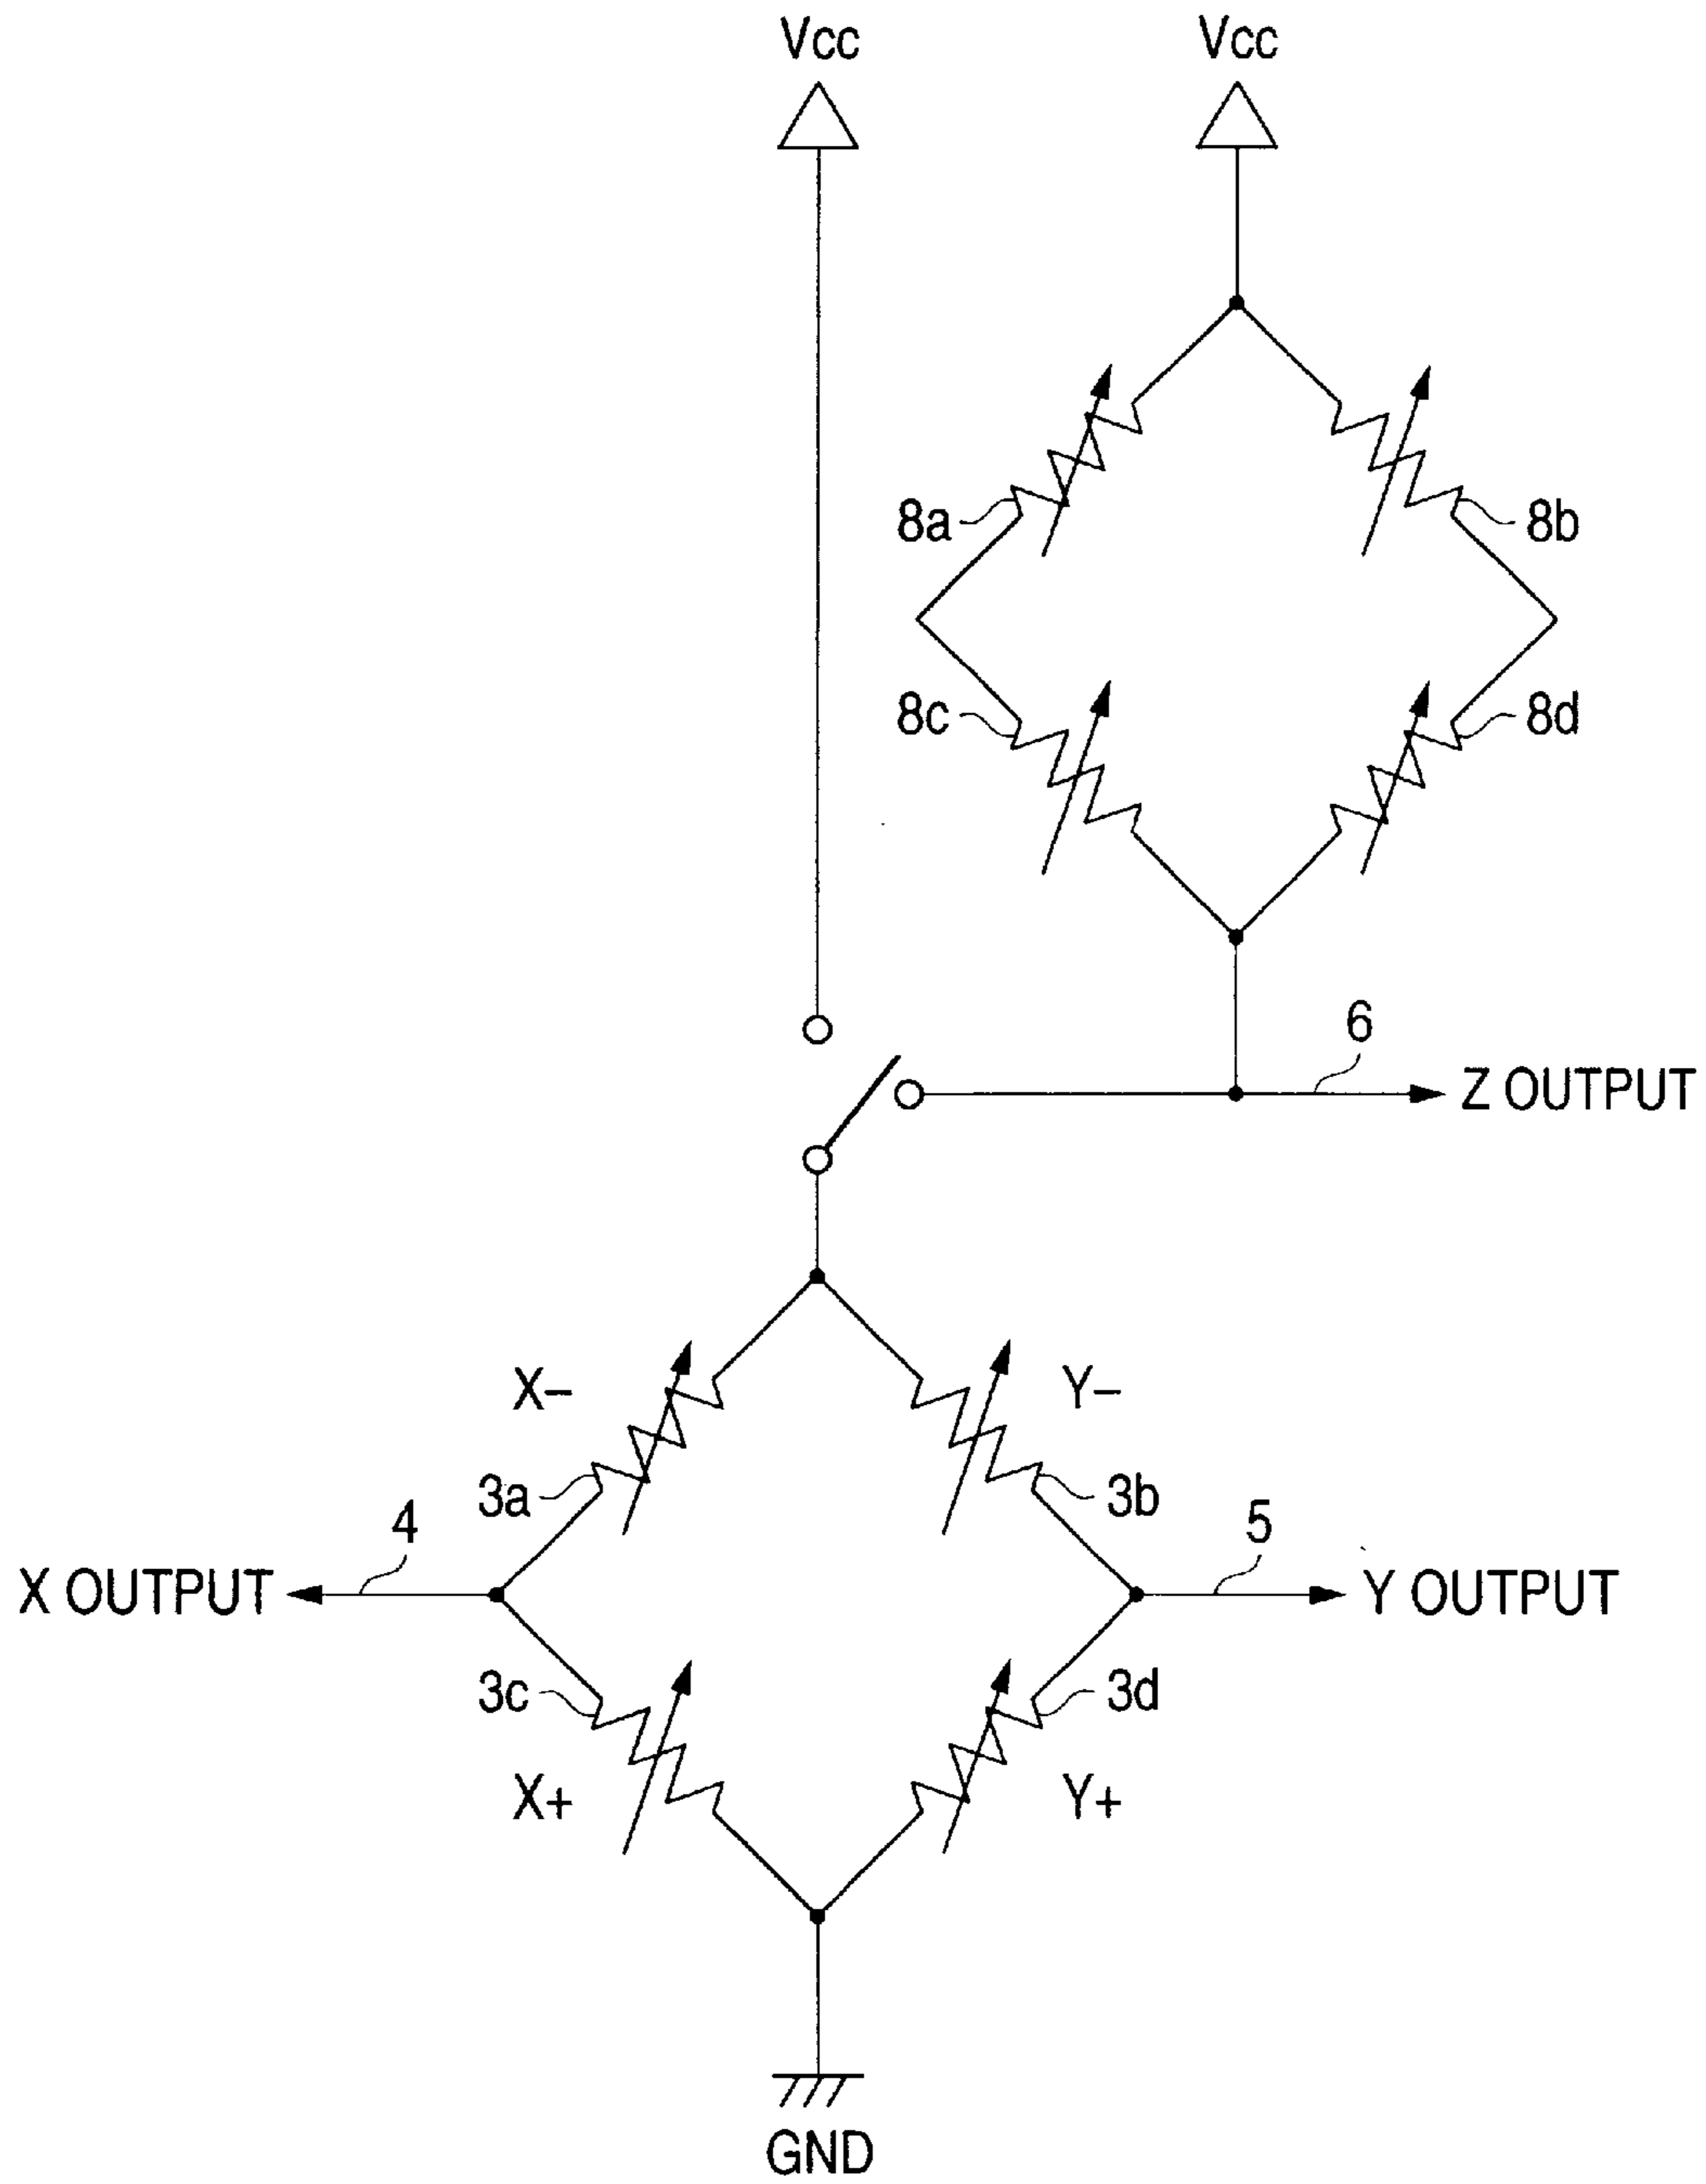 Vcc
Vcc
8a
8b
8c
8d
6
Z OUTPUT
X–
Y–
3a
3b
4
5
X OUTPUT
Y OUTPUT
3c
3d
X+
Y+
GND